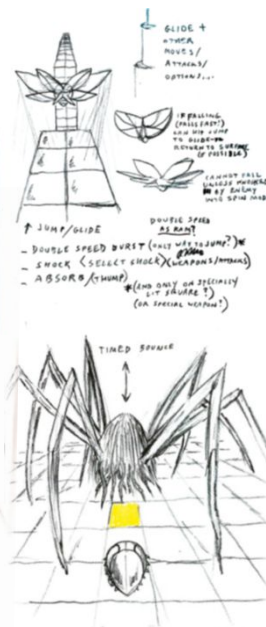 GLIDE +
OTHER
MOVES/
ATTACKS/
OPTIONS...
IF FALLING
(FALLS FAST!)
CAN HIT JUMP
TO GLIDE OR
RETURN TO SURFACE
(IF POSSIBLE)
CANNOT FALL
UNLESS KNOCKED
BY ENEMY
INTO SPIN MODE
↑ JUMP/GLIDE
DOUBLE SPEED
AS RAM?
- DOUBLE SPEED BURST (ONLY WAY TO JUMP?)*
- SHOCK (SELECT SHOCK) (WEAPONS/ATTACKS)
- ABSORB/(THUMP)
*(END ONLY ON SPECIALLY
LIT SQUARE?)
(OR SPECIAL WEAPON?)
TIMED BOUNCE